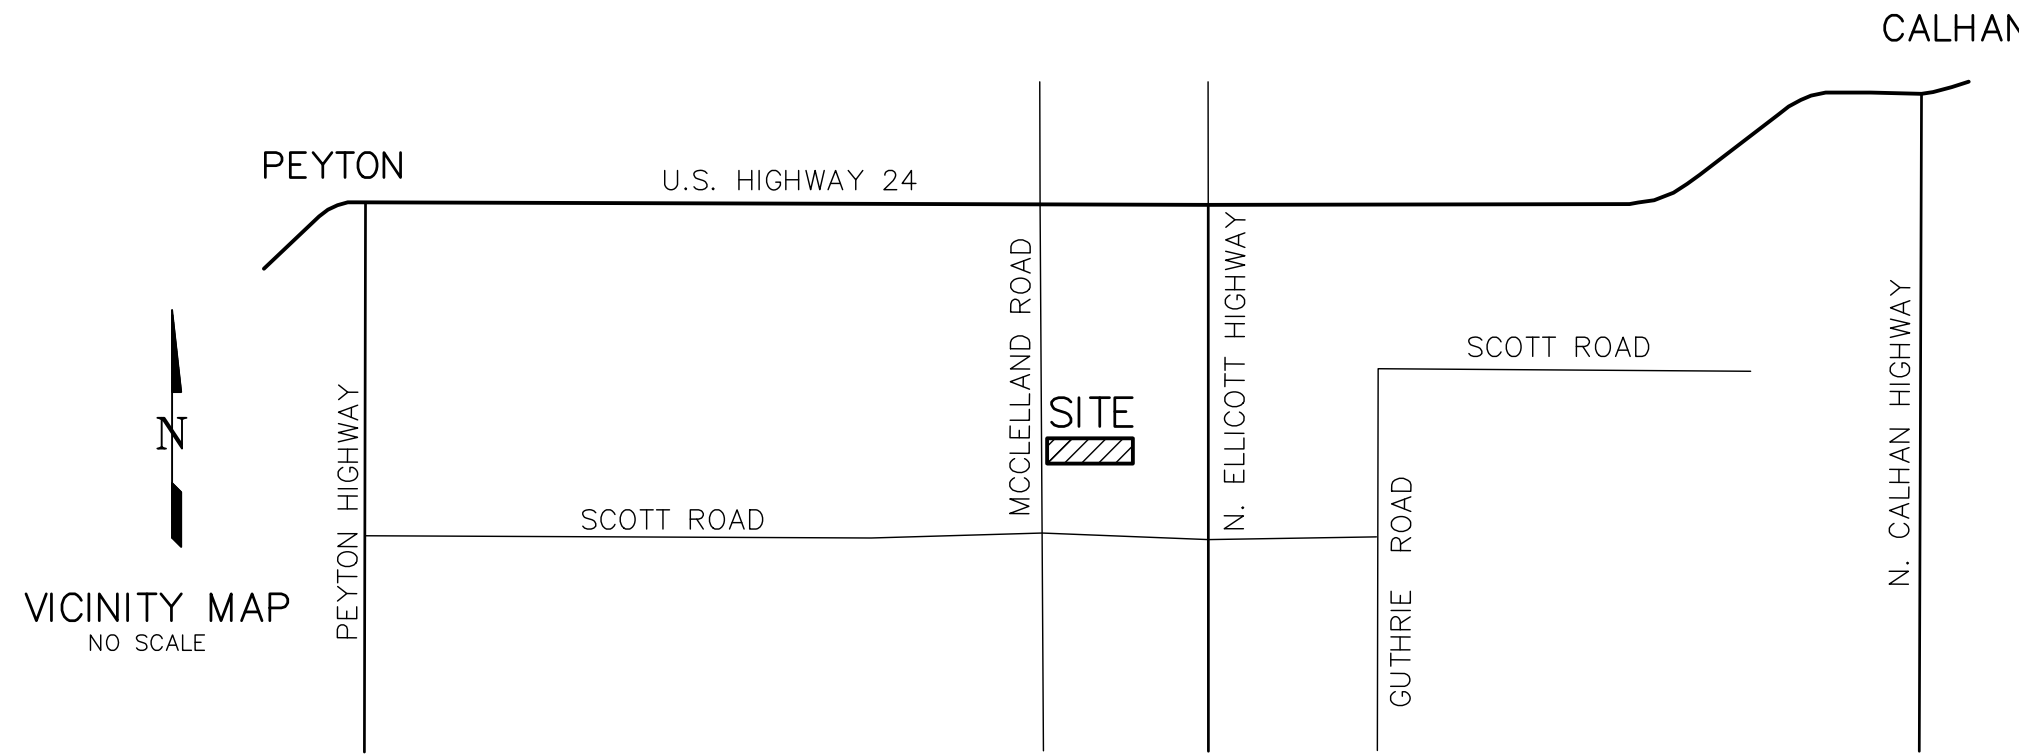 CALHAN
PEYTON
U.S. HIGHWAY 24
MCCLELLAND ROAD
N. ELLICOTT HIGHWAY
N. CALHAN HIGHWAY
SCOTT ROAD
PEYTON HIGHWAY
SITE
N
SCOTT ROAD
GUTHRIE ROAD
VICINITY MAP
NO SCALE